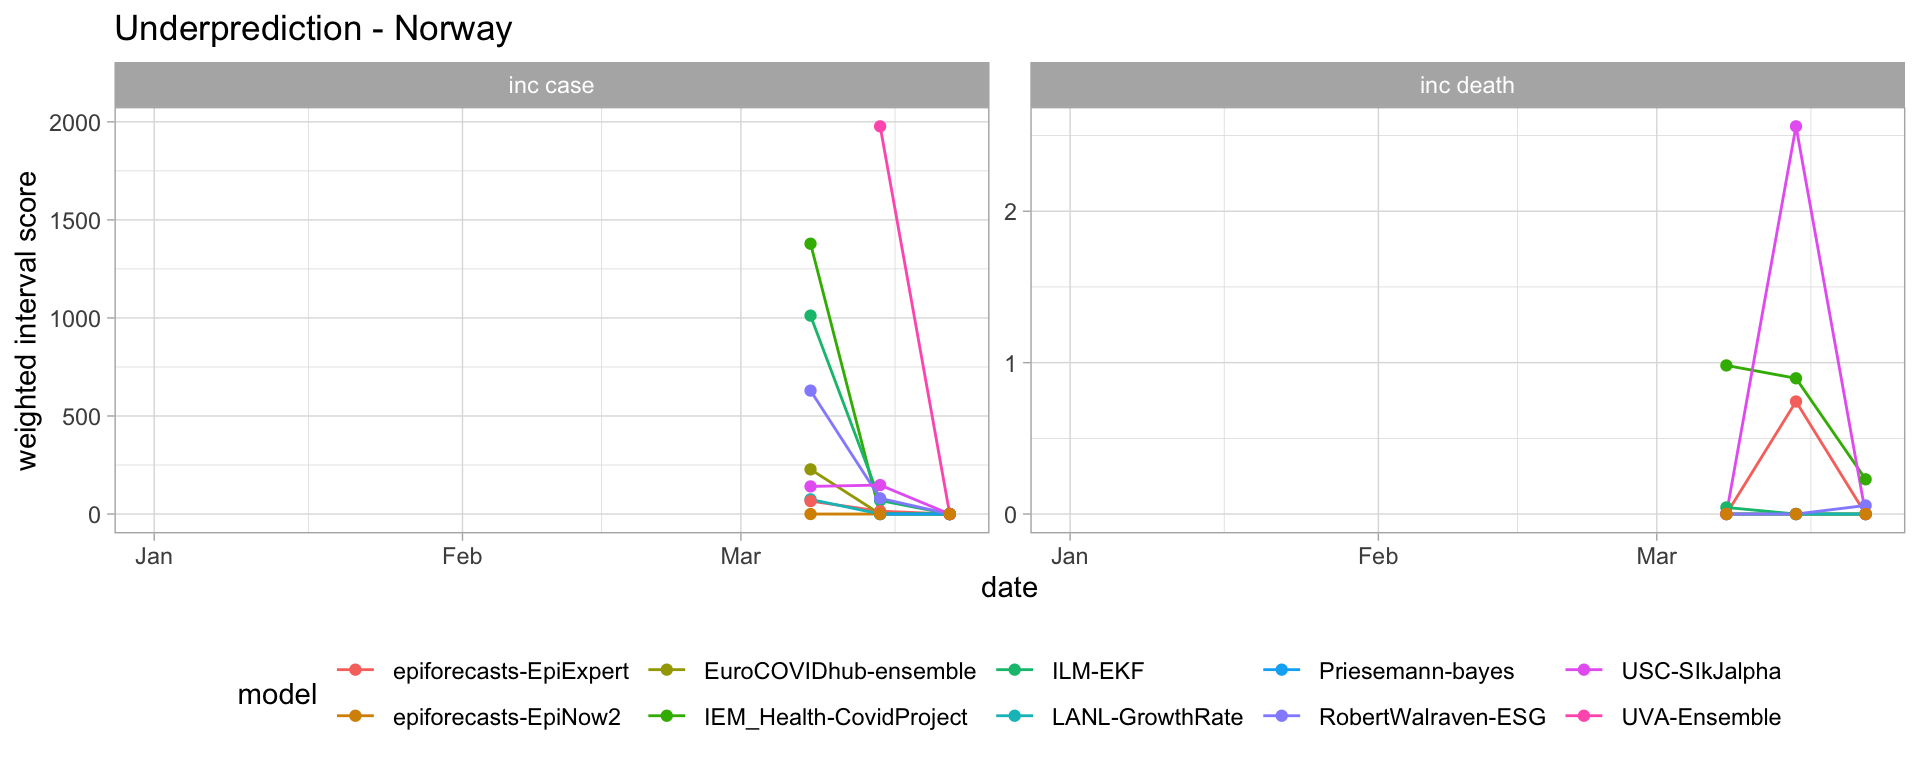 Underprediction - Norway
inc case
inc death
weighted interval score
2000
1500
1000
500
0
2
1
0
Jan
Feb
Mar
Jan
Feb
Mar
date
model
epiforecasts-EpiExpert
EuroCOVIDhub-ensemble
ILM-EKF
Priesemann-bayes
USC-SIkJalpha
epiforecasts-EpiNow2
IEM_Health-CovidProject
LANL-GrowthRate
RobertWalraven-ESG
UVA-Ensemble